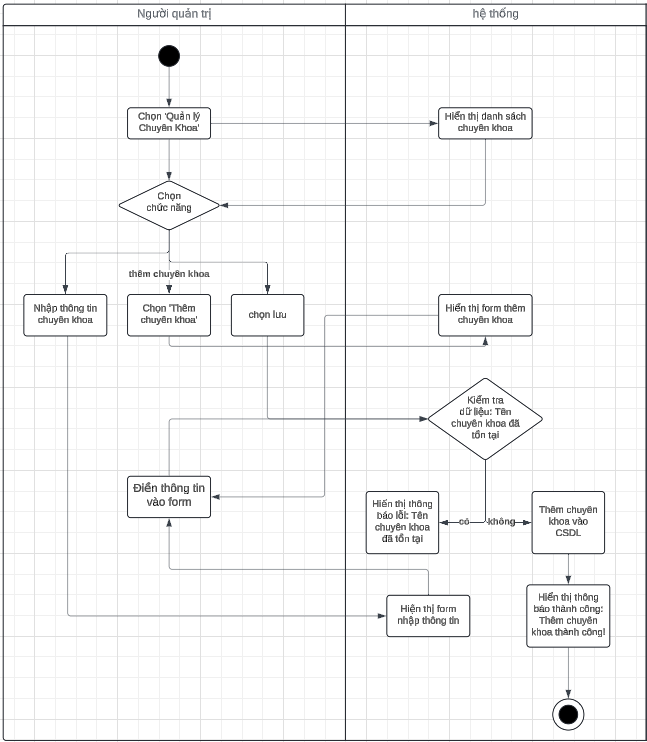 Người quản trị
hệ thống
Chọn 'Quản lý
Chuyên Khoa'
Hiển thị danh sách
chuyên khoa
Chọn
chức năng
thêm chuyên khoa
Nhập thông tin
chuyên khoa
Chọn 'Thêm
chuyên khoa'
chọn lưu
Hiển thị form thêm
chuyên khoa
Kiểm tra
dữ liệu: Tên
chuyên khoa đã
tồn tại
Điền thông tin
vào form
Hiển thị thông
báo lỗi: Tên
chuyên khoa
đã tồn tại
có
không
Thêm chuyên
khoa vào
CSDL
Hiện thị form
nhập thông tin
Hiển thị thông
báo thành công:
Thêm chuyên
khoa thành công!